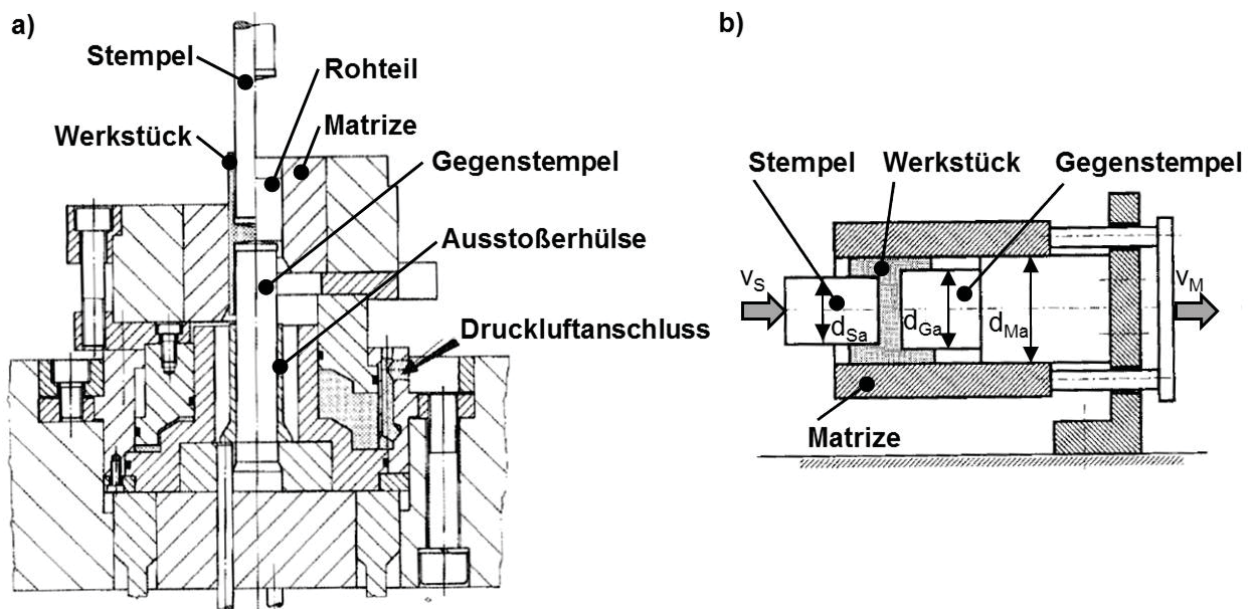 a)
Stempel
Rohteil
Werkstück
Matrize
Gegenstempel
Ausstoßerhülse
Druckluftanschluss
b)
Stempel
Werkstück
Gegenstempel
vS
vM
dSa
dGa
dMa
Matrize